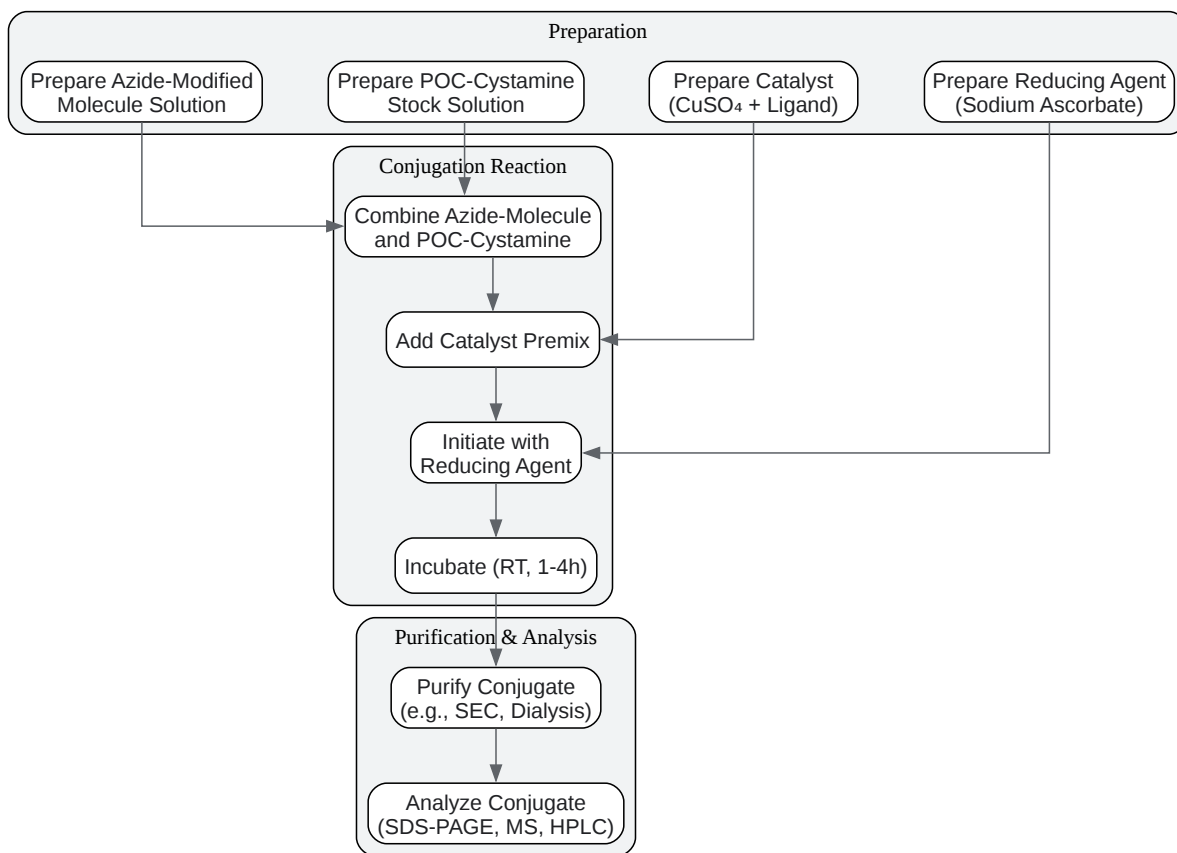 Preparation
Prepare Azide-Modified
Molecule Solution
Prepare POC-Cystamine
Stock Solution
Prepare Catalyst
(CuSO₄ + Ligand)
Prepare Reducing Agent
(Sodium Ascorbate)
Conjugation Reaction
Combine Azide-Molecule
and POC-Cystamine
Add Catalyst Premix
Initiate with
Reducing Agent
Incubate (RT, 1-4h)
Purification & Analysis
Purify Conjugate
(e.g., SEC, Dialysis)
Analyze Conjugate
(SDS-PAGE, MS, HPLC)